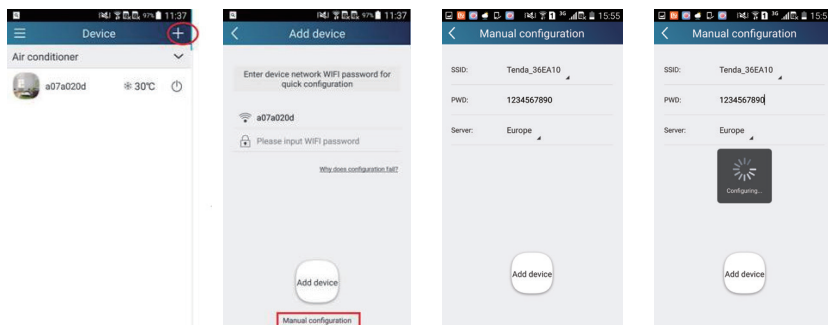 97% 11:37
Device
Air conditioner
a07a020d
30℃
97% 11:37
Add device
Enter device network WIFI password for
quick configuration
a07a020d
Please input WIFI password
Why does configuration fail?
Add device
Manual configuration
15:55
Manual configuration
SSID: Tenda_36EA10
PWD: 1234567890
Server: Europe
Add device
15:5
Manual configuration
SSID: Tenda_36EA10
PWD: 1234567890
Server: Europe
Configuring...
Add device